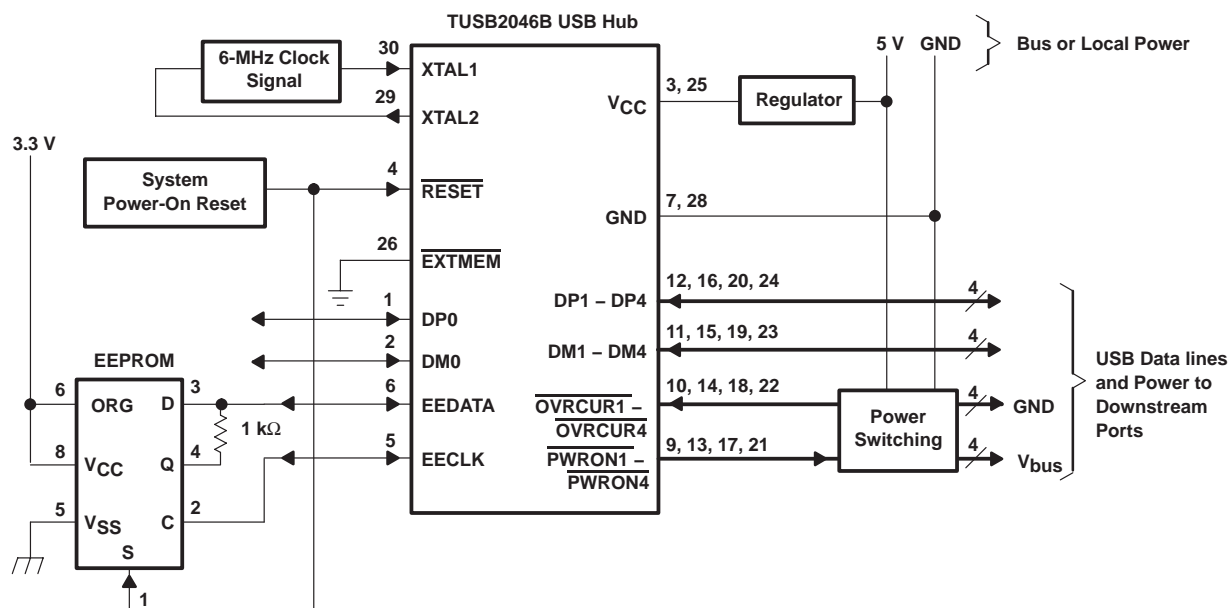 TUSB2046B USB Hub
6-MHz Clock
Signal
30
XTAL1
29
XTAL2
3.3 V
System
Power-On Reset
4
RESET
26
EXTMEM
1
DP0
2
DM0
EEPROM
6
ORG
D
3
6
EEDATA
1 kΩ
8
VCC
Q
4
5
EECLK
5
VSS
C
2
S
1
5 V GND
Bus or Local Power
3, 25
VCC
Regulator
7, 28
GND
12, 16, 20, 24
DP1 – DP4
4
11, 15, 19, 23
DM1 – DM4
4
10, 14, 18, 22
OVRCUR1 –
OVRCUR4
4
GND
9, 13, 17, 21
PWRON1 –
PWRON4
4
Vbus
Power
Switching
USB Data lines
and Power to
Downstream
Ports